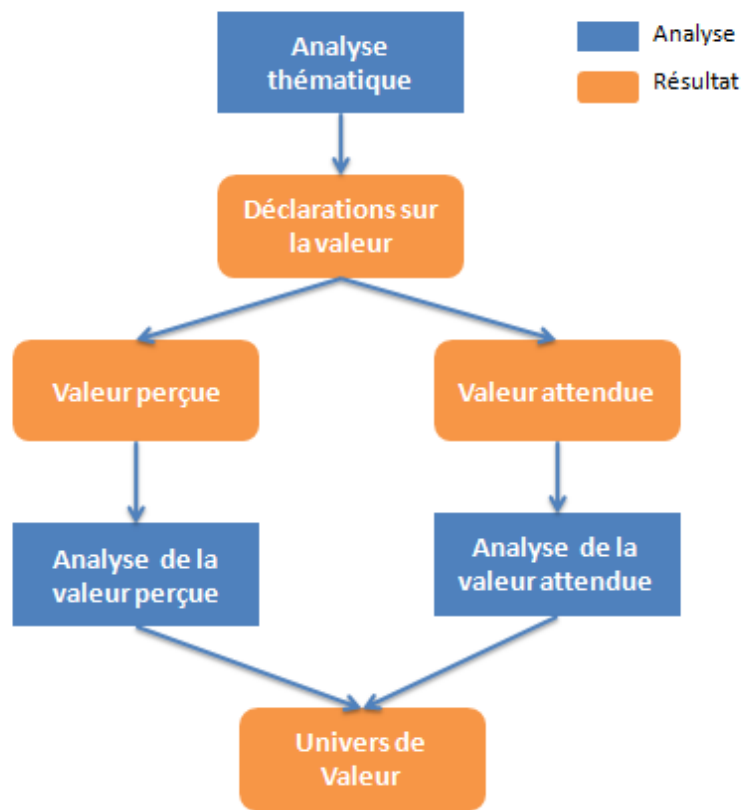 Analyse
thématique
Analyse
Résultat
Déclarations sur
la valeur
Valeur perçue
Valeur attendue
Analyse de la
valeur perçue
Analyse de la
valeur attendue
Univers de
Valeur